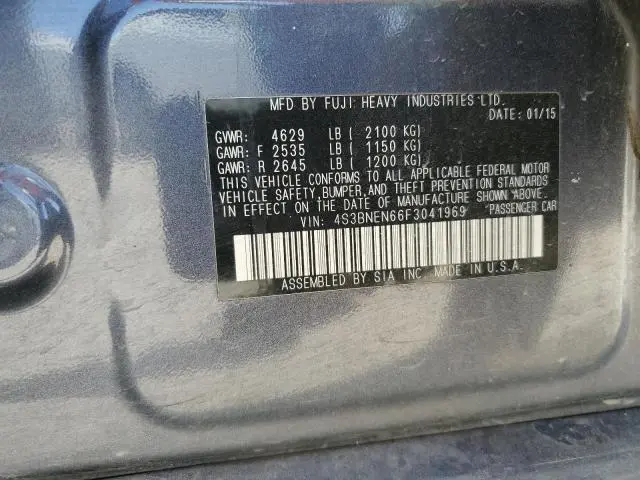 MFD BY FUJI HEAVY INDUSTRIES LTD.
DATE: 01/15
GVWR: 4629 LB ( 2100 KG)
GAWR: F 2535 LB ( 1150 KG)
GAWR: R 2645 LB ( 1200 KG)
THIS VEHICLE CONFORMS TO ALL APPLICABLE FEDERAL MOTOR
VEHICLE SAFETY, BUMPER, AND THEFT PREVENTION STANDARDS
IN EFFECT ON THE DATE OF MANUFACTURE SHOWN ABOVE.
VIN: 4S3BNEN66F3041969 PASSENGER CAR
ASSEMBLED BY SIA INC. MADE IN U.S.A.